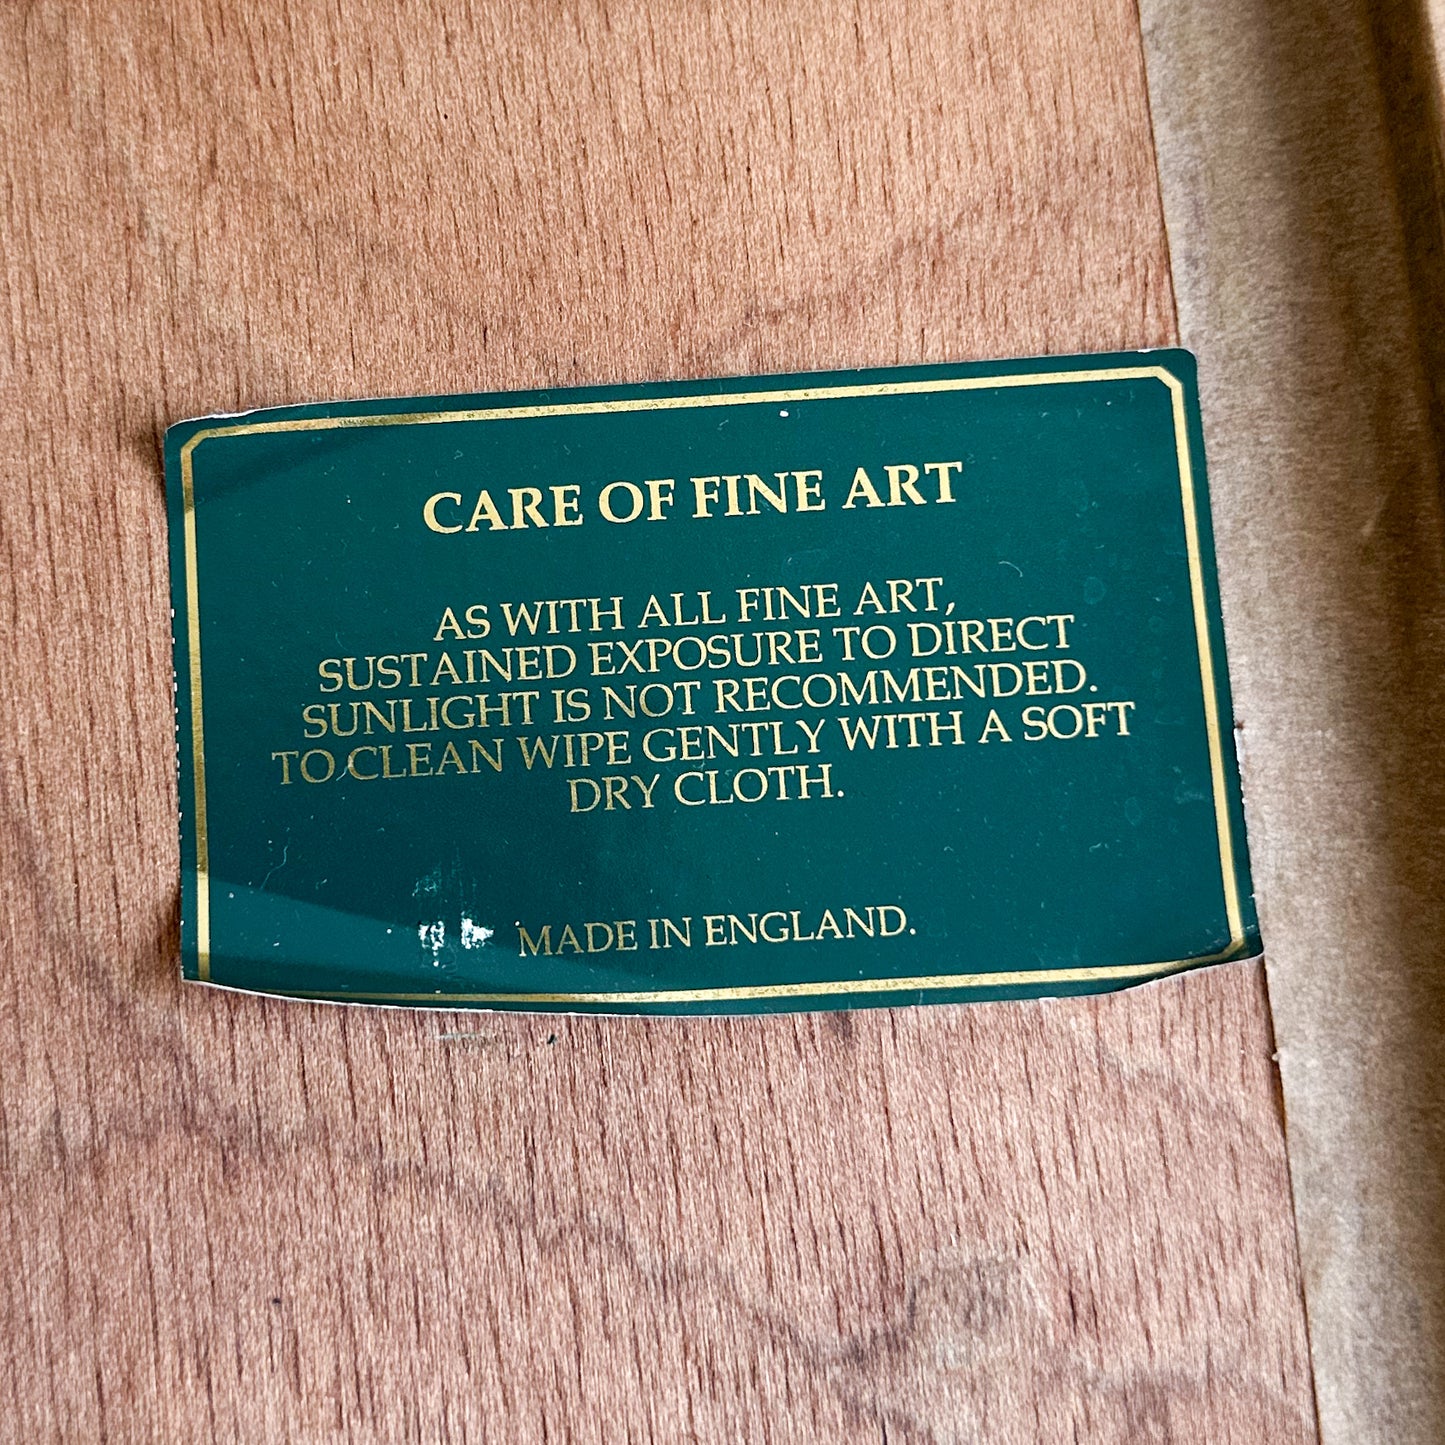 CARE OF FINE ART
AS WITH ALL FINE ART,
SUSTAINED EXPOSURE TO DIRECT
SUNLIGHT IS NOT RECOMMENDED.
TO CLEAN WIPE GENTLY WITH A SOFT
DRY CLOTH.
MADE IN ENGLAND.